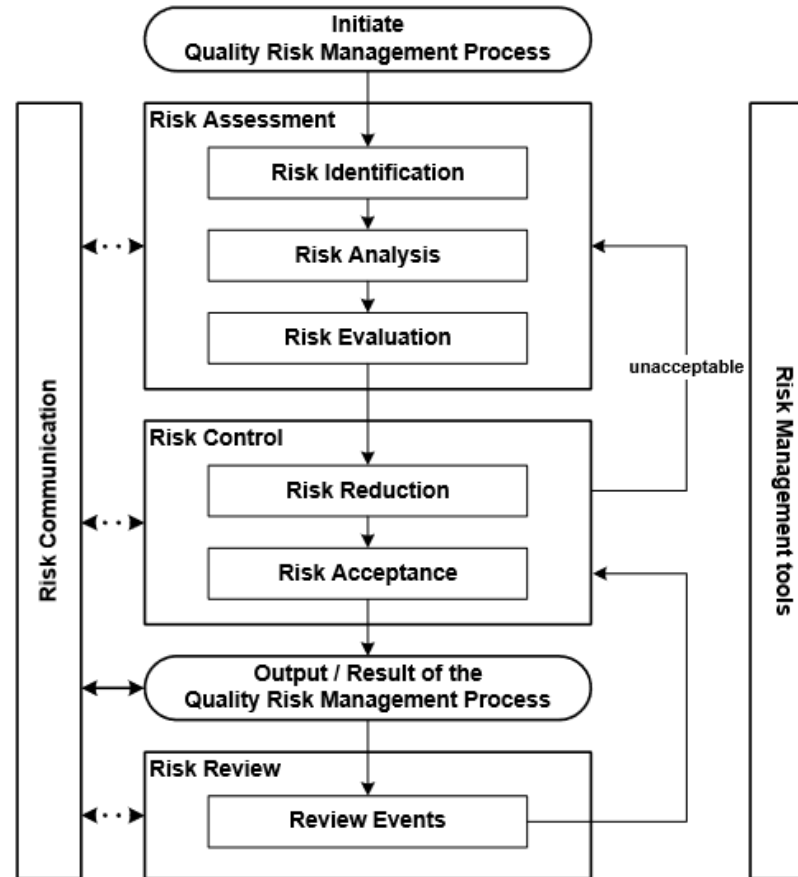 Initiate
Quality Risk Management Process
Risk Assessment
Risk Identification
Risk Analysis
Risk Evaluation
unacceptable
Risk Communication
Risk Management tools
Risk Control
Risk Reduction
Risk Acceptance
Output / Result of the
Quality Risk Management Process
Risk Review
Review Events